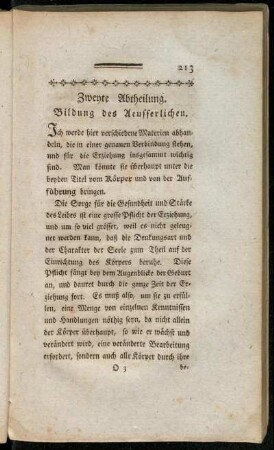 213
Zweyte Abtheilung.
Bildung des Aeusserlichen.
Ich werde hier verschiedene Materien abhan-
deln, die in einer genauen Verbindung stehen,
und für die Erziehung insgesammt wichtig
sind. Man könnte sie überhaupt unter die
beyden Titel vom Körper und von der Auf-
führung bringen.
Die Sorge für die Gesundheit und Stärke
des Leibes ist eine grosse Pflicht der Erziehung,
und um so viel grösser, weil es nicht geleug-
net werden kann, daß die Denkungsart und
der Charakter der Seele zum Theil auf der
Einrichtung des Körpers beruhe. Diese
Pflicht fängt bey dem Augenblicke der Geburt
an, und dauret durch die ganze Zeit der Er-
ziehung fort. Es muß also, um sie zu erfül-
len, eine Menge von einzelnen Kenntnissen
und Handlungen nöthig seyn, da nicht allein
der Körper überhaupt, so wie er wächst und
verändert wird, eine veränderte Bearbeitung
erfordert, sondern auch alle Körper durch ihre
O 3
be-